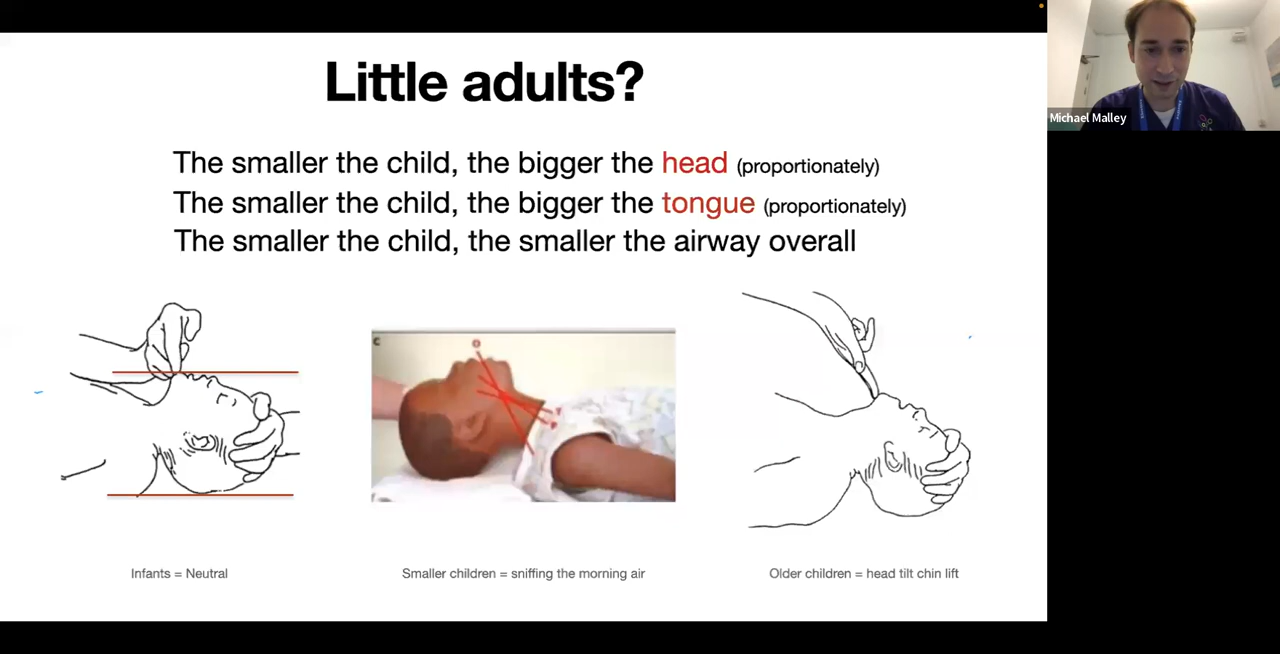 Little adults?
Michael Malley
The smaller the child, the bigger the head (proportionately)
The smaller the child, the bigger the tongue (proportionately)
The smaller the child, the smaller the airway overall
C
Infants = Neutral
Smaller children = sniffing the morning air
Older children = head tilt chin lift